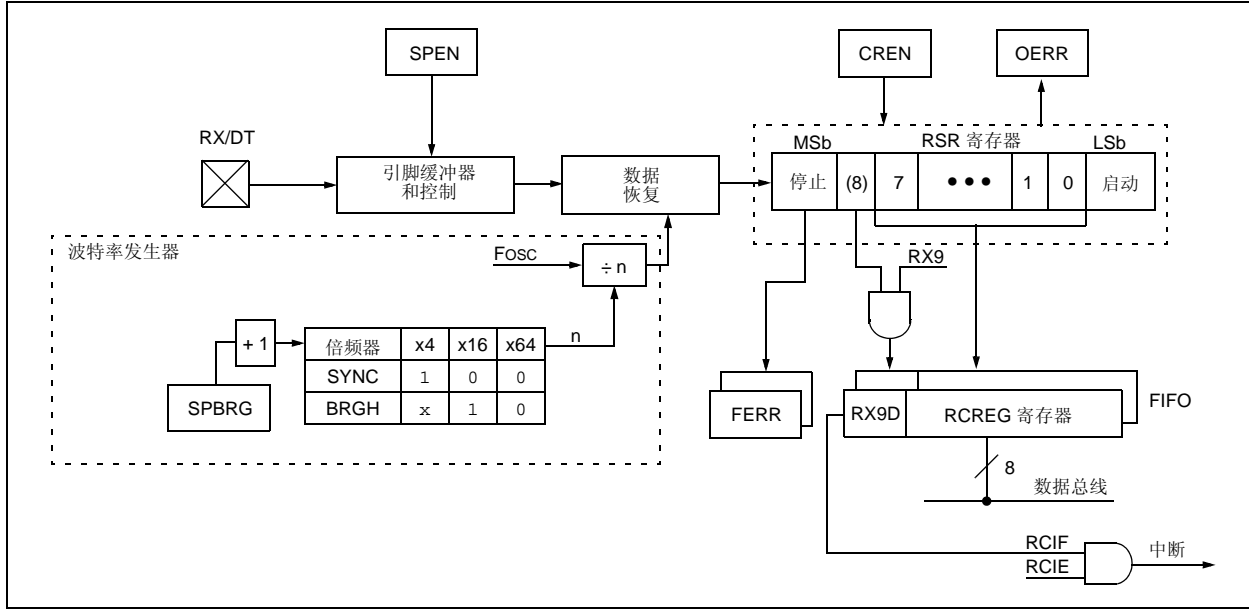 SPEN
CREN
OERR
RX/DT
MSb
RSR 寄存器
LSb
引脚缓冲器
和控制
数据
恢复
停止 (8) 7 ••• 1 0 启动
波特率发生器
FOSC
÷ n
RX9
+ 1
倍频器 x4 x16 x64
n
SYNC 1 0 0
BRGH x 1 0
SPBRG
FERR
RX9D
RCREG 寄存器
FIFO
8
数据总线
RCIF
RCIE
中断